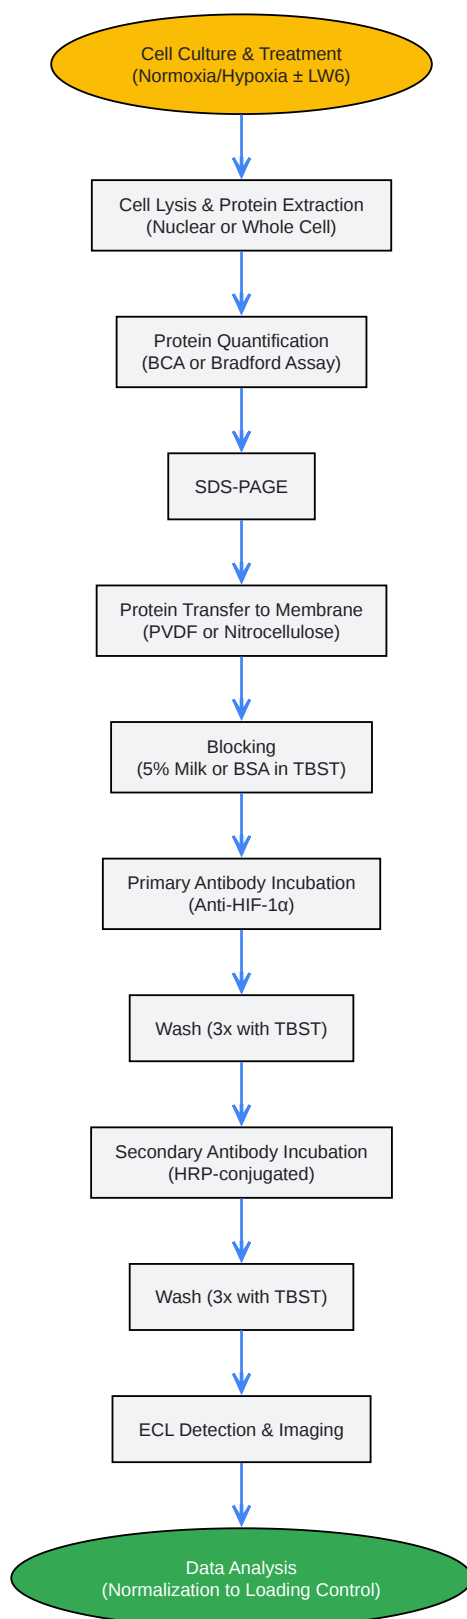 Cell Culture & Treatment
(Normoxia/Hypoxia ± LW6)
Cell Lysis & Protein Extraction
(Nuclear or Whole Cell)
Protein Quantification
(BCA or Bradford Assay)
SDS-PAGE
Protein Transfer to Membrane
(PVDF or Nitrocellulose)
Blocking
(5% Milk or BSA in TBST)
Primary Antibody Incubation
(Anti-HIF-1α)
Wash (3x with TBST)
Secondary Antibody Incubation
(HRP-conjugated)
Wash (3x with TBST)
ECL Detection & Imaging
Data Analysis
(Normalization to Loading Control)